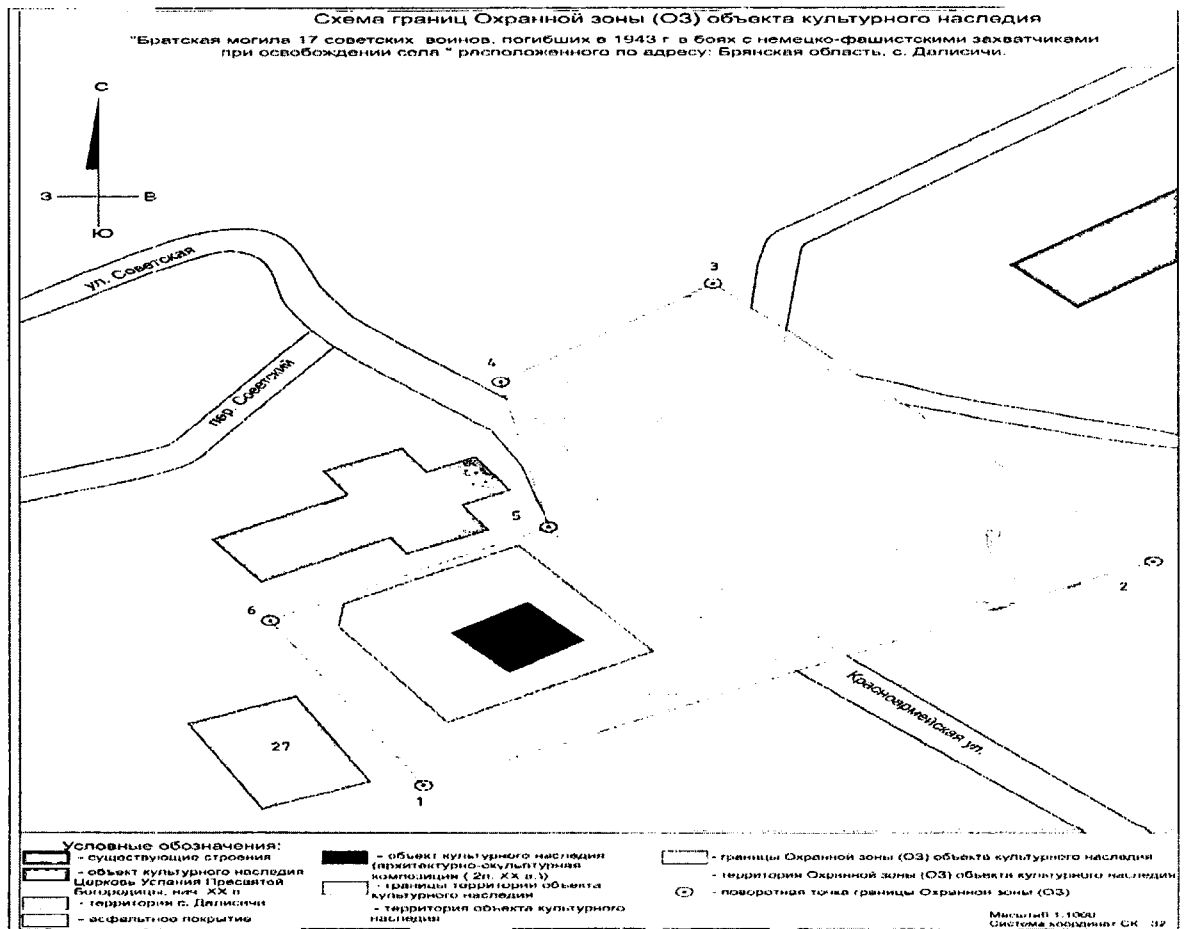 Схема границ Охранной зоны (ОЗ) объекта культурного наследия
"Братская могила 17 советских воинов, погибших в 1943 г в боях с немецко-фашистскими захватчиками
при освобождении села " расположенного по адресу: Брянская область, с. Далисичи.
С
З
В
Ю
ул. Советская
пер. Советский
3
4
5
2
6
27
1
Красноармейская ул.
Условные обозначения:
- существующие строения
- объект культурного наследия
Церковь Успания Пресвятой
Богородицы, нач. XX в
- территория с. Далисичи
- асфальтное покрытие
- объект культурного наследия
(архитектурно-скульптурная
композиция ( 2п. XX в.))
- границы территории объекта
культурного наследия
- территория объекта культурного
наследия
- границы Охранной зоны (ОЗ) объекта культурного наследия
- территория Охранной зоны (ОЗ) объекта культурного наследия
- поворотная точка границы Охранной зоны (ОЗ)
Масштаб 1:1000
Система координат СК - 32